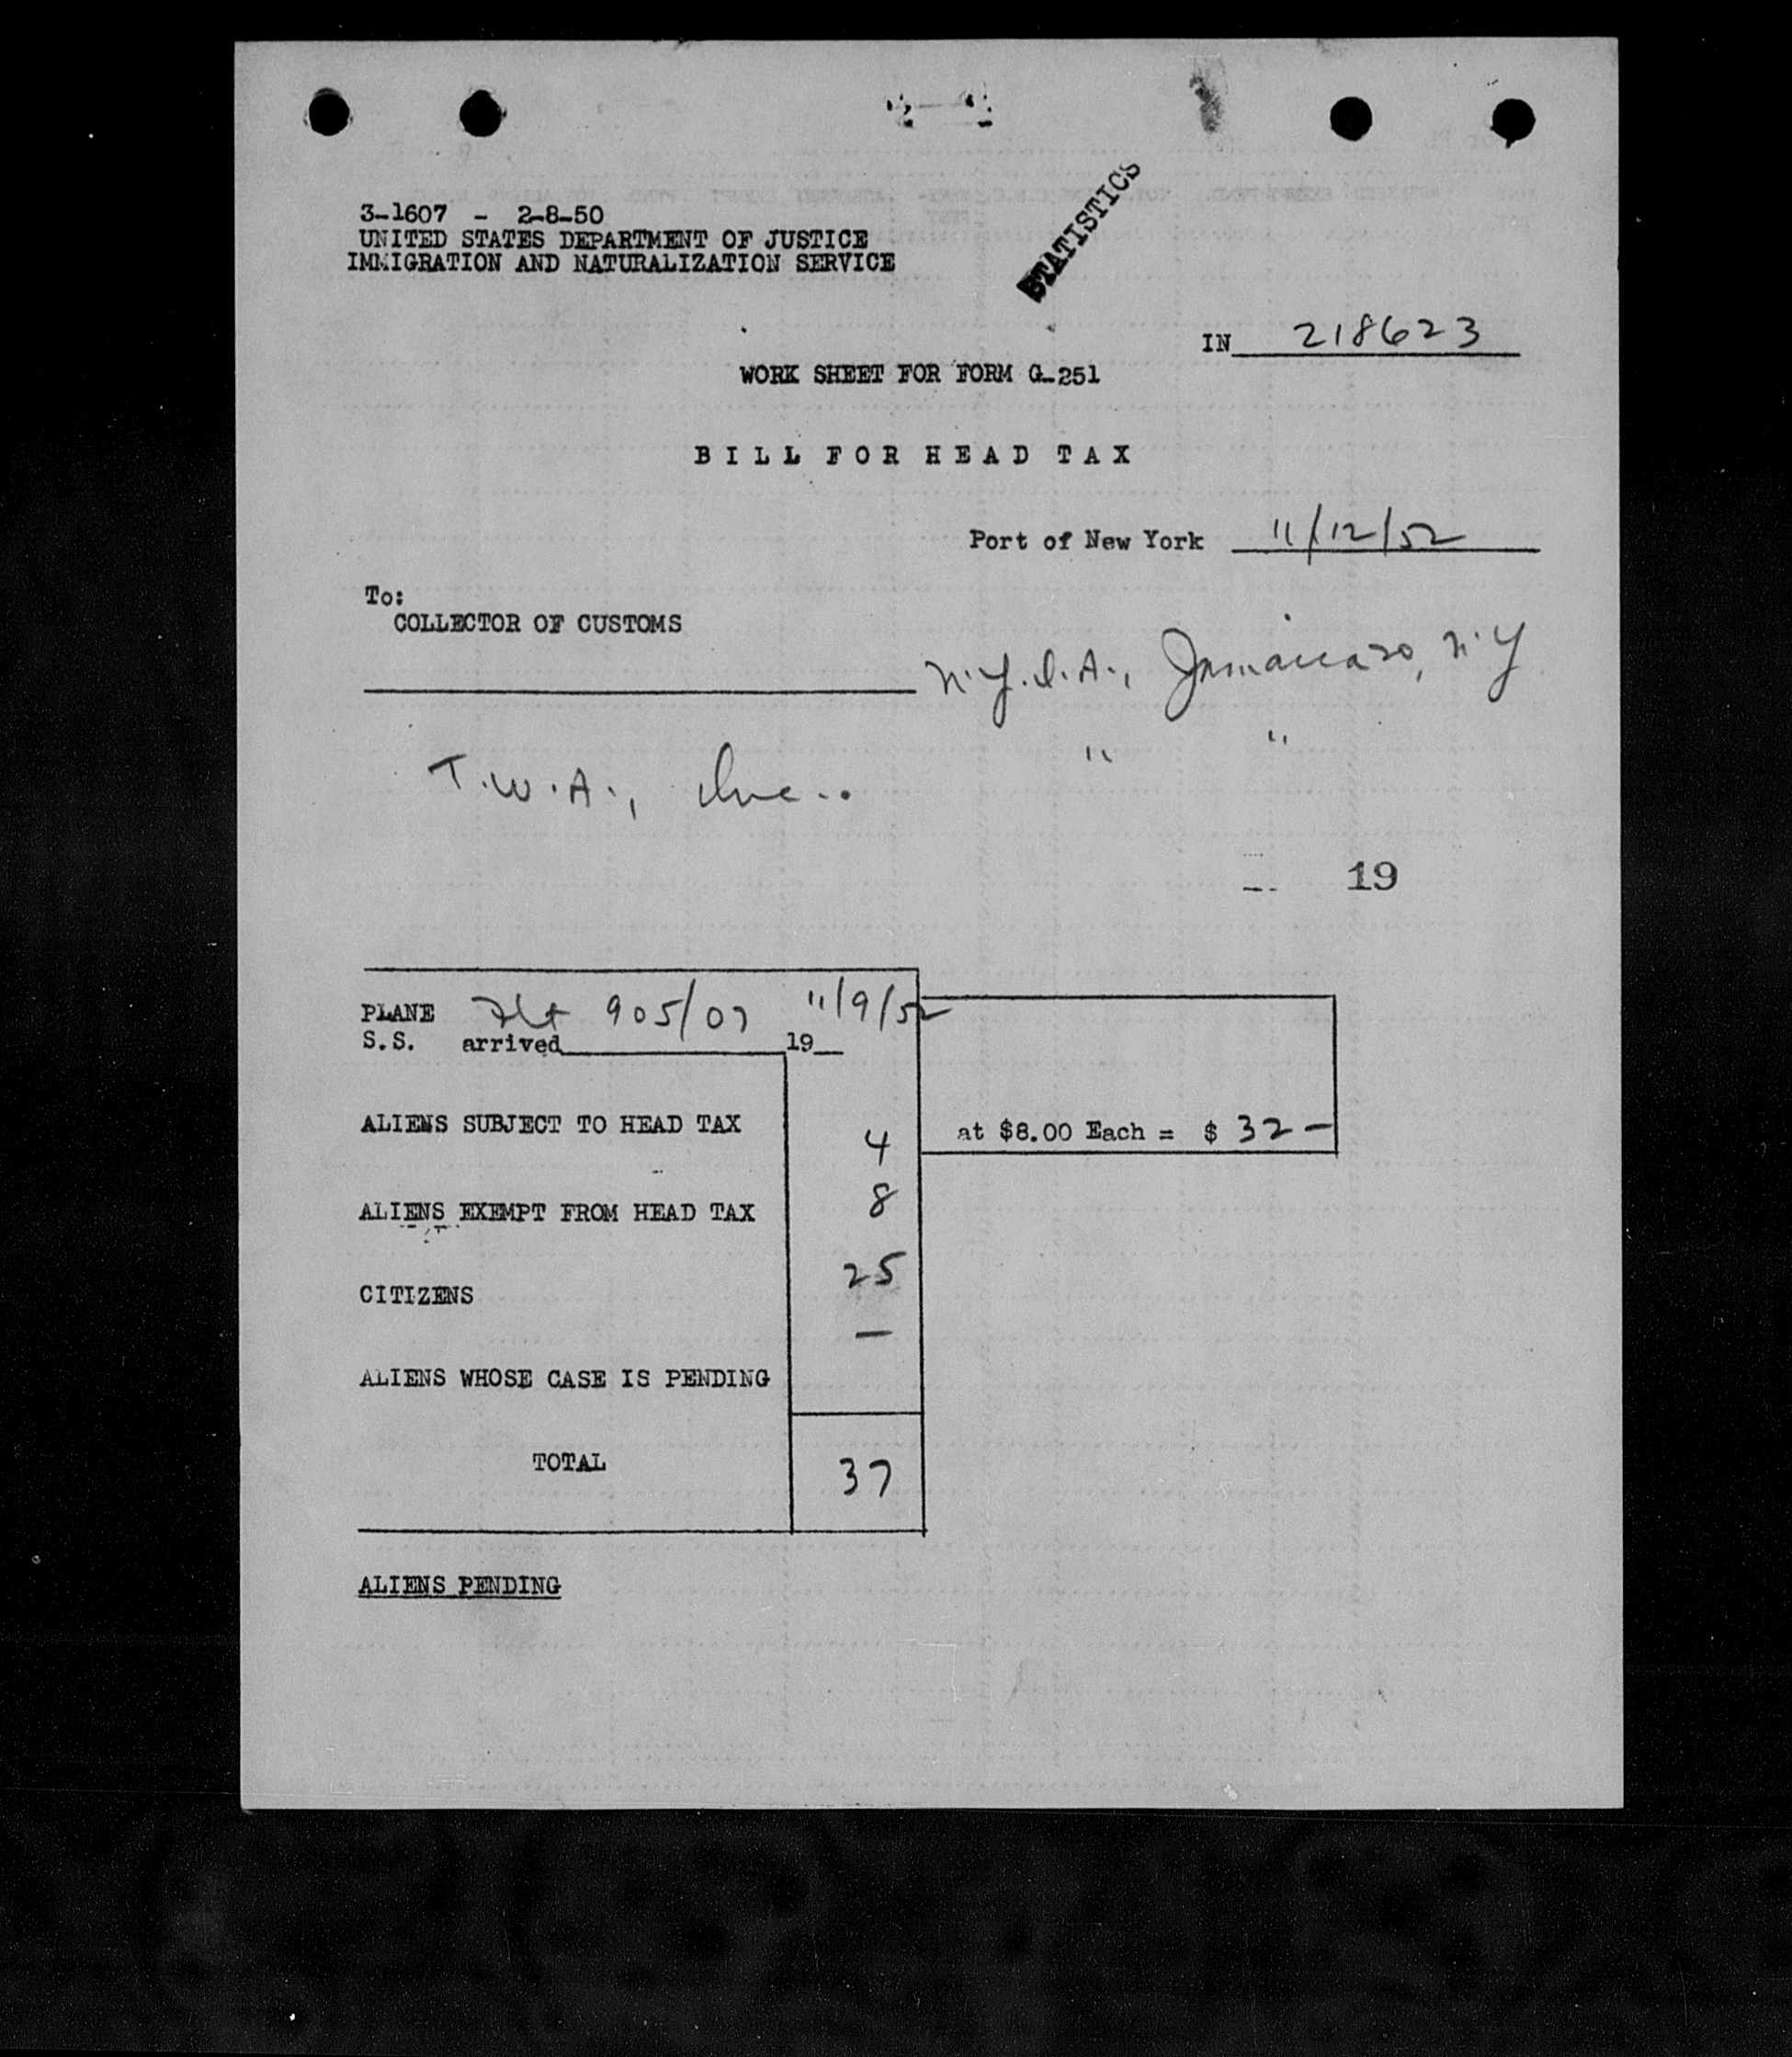 STATISTICS
3-1607 - 2-8-50
UNITED STATES DEPARTMENT OF JUSTICE
IMMIGRATION AND NATURALIZATION SERVICE
IN 218623
WORK SHEET FOR FORM G-251
BILL FOR HEAD TAX
Port of New York 11/12/52
To:
COLLECTOR OF CUSTOMS
N.Y.I.A., Jamaica 30, N.Y
T.W.A., Inc.. " "
19
PLANE Flt 905/07 11/9/52
S.S. arrived 19
ALIENS SUBJECT TO HEAD TAX 4 at $8.00 Each = $ 32 —
ALIENS EXEMPT FROM HEAD TAX 8
CITIZENS 25
ALIENS WHOSE CASE IS PENDING —
TOTAL 37
ALIENS PENDING